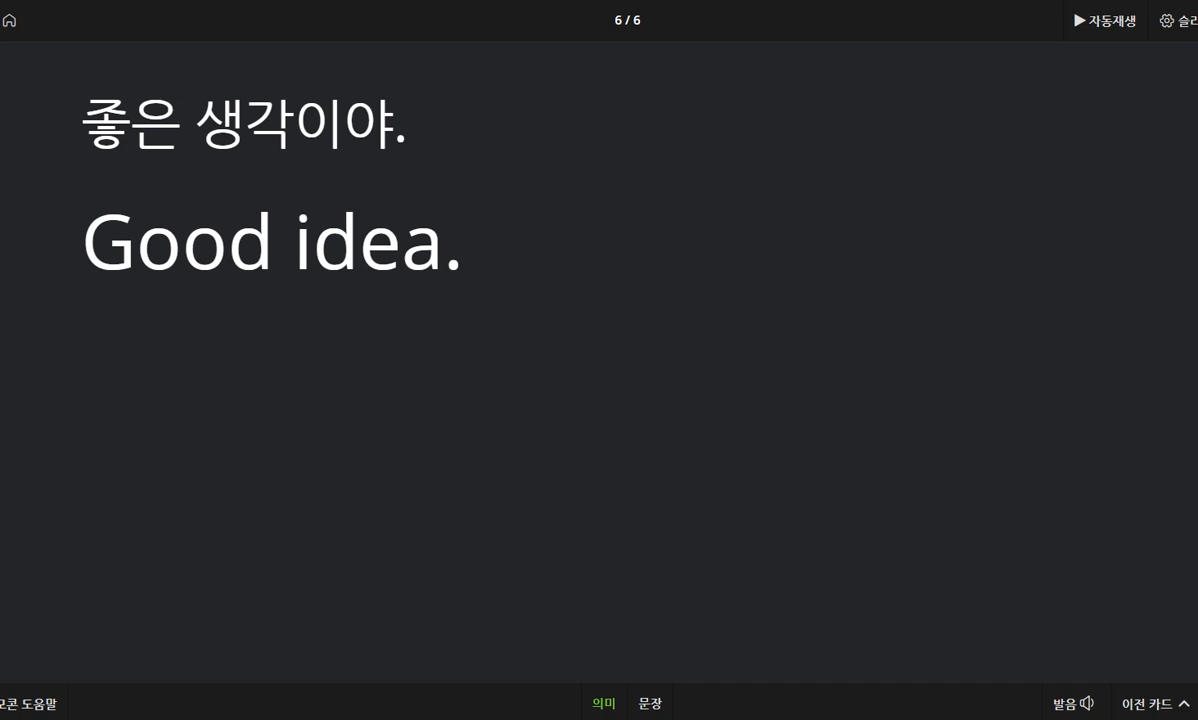 6 / 6
자동재생
좋은 생각이야.
Good idea.
도움말
의미
문장
발음
이전 카드